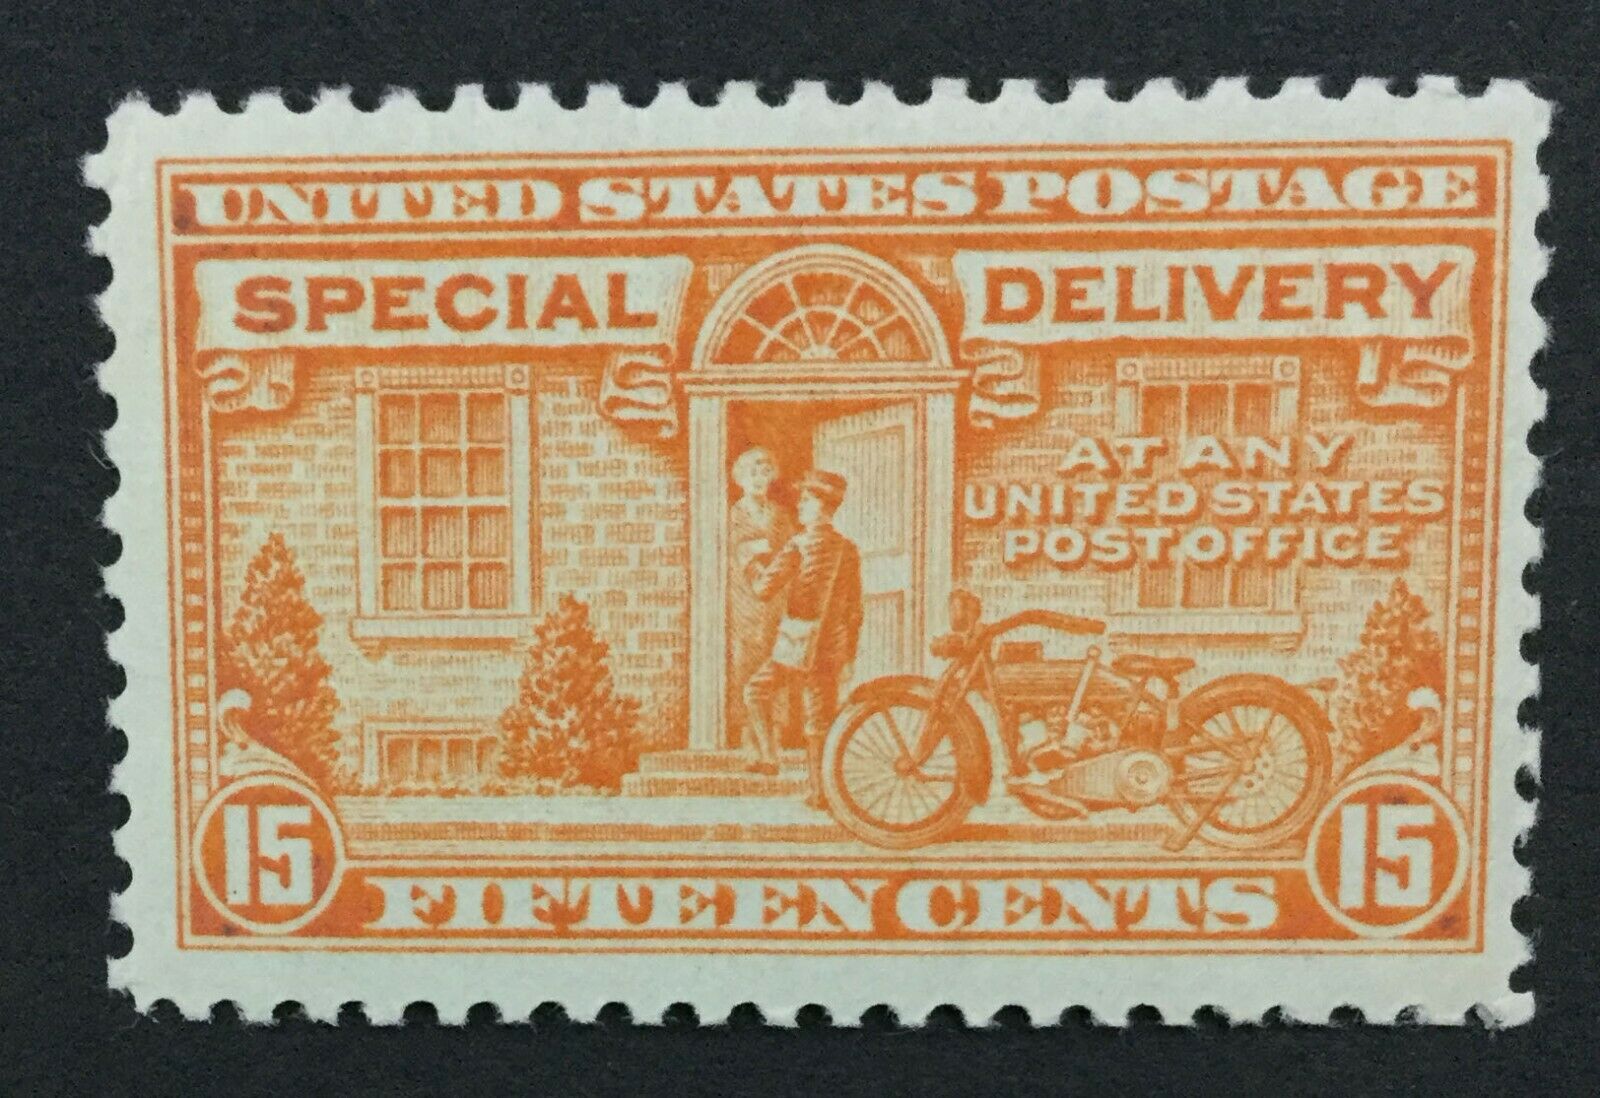 UNITED STATES POSTAGE
SPECIAL DELIVERY
AT ANY
UNITED STATES
POST OFFICE
15 FIFTEEN CENTS 15